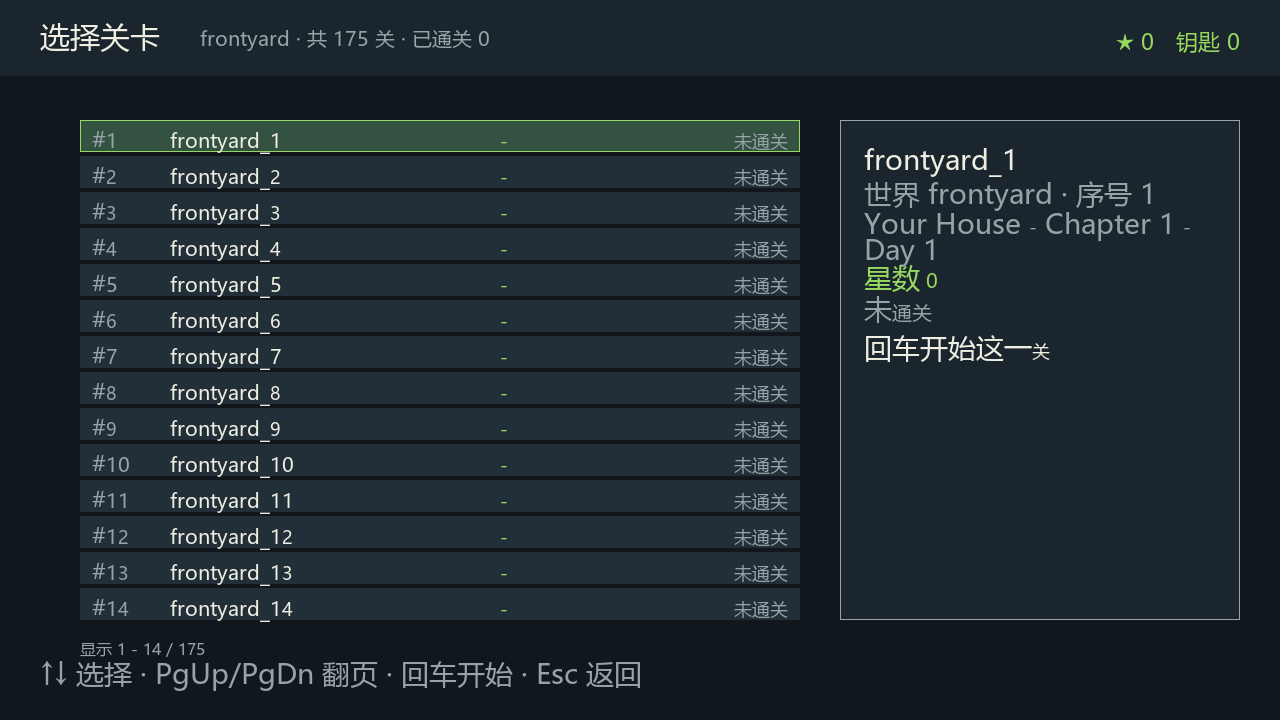 选择关卡 frontyard · 共 175 关 · 已通关 0 ★ 0 钥匙 0
#1 frontyard_1 - 未通关
#2 frontyard_2 - 未通关
#3 frontyard_3 - 未通关
#4 frontyard_4 - 未通关
#5 frontyard_5 - 未通关
#6 frontyard_6 - 未通关
#7 frontyard_7 - 未通关
#8 frontyard_8 - 未通关
#9 frontyard_9 - 未通关
#10 frontyard_10 - 未通关
#11 frontyard_11 - 未通关
#12 frontyard_12 - 未通关
#13 frontyard_13 - 未通关
#14 frontyard_14 - 未通关
frontyard_1
世界 frontyard · 序号 1
Your House - Chapter 1 -
Day 1
星数 0
未通关
回车开始这一关
显示 1 - 14 / 175
↑↓ 选择 · PgUp/PgDn 翻页 · 回车开始 · Esc 返回